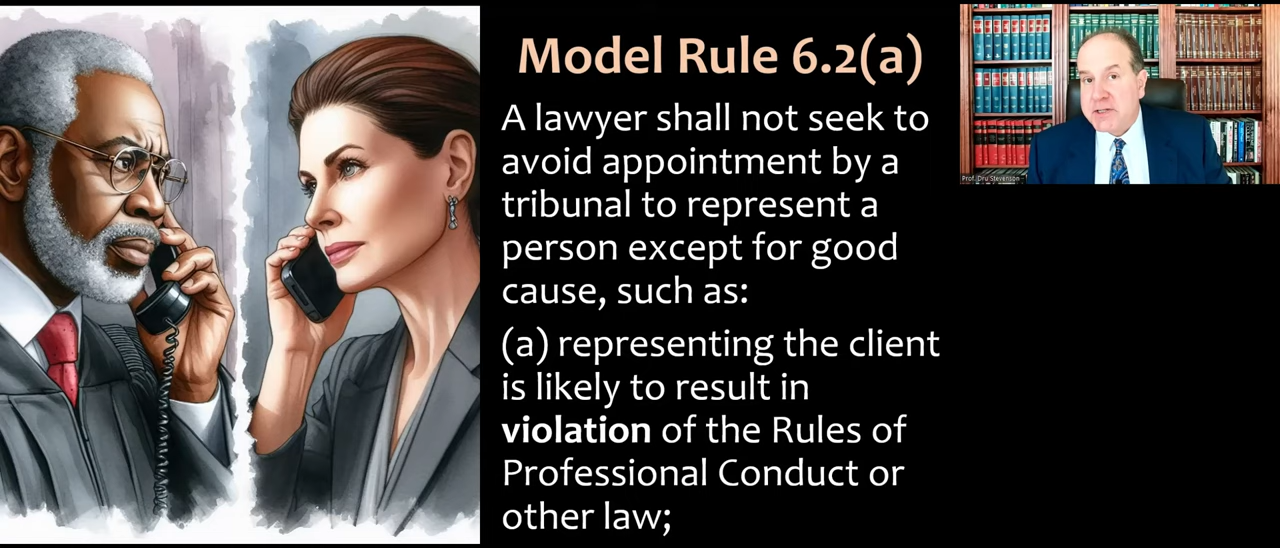 Model Rule 6.2(a)
A lawyer shall not seek to
avoid appointment by a
tribunal to represent a
person except for good
cause, such as:
(a) representing the client
is likely to result in
violation of the Rules of
Professional Conduct or
other law;
Prof. Dru Stevenson